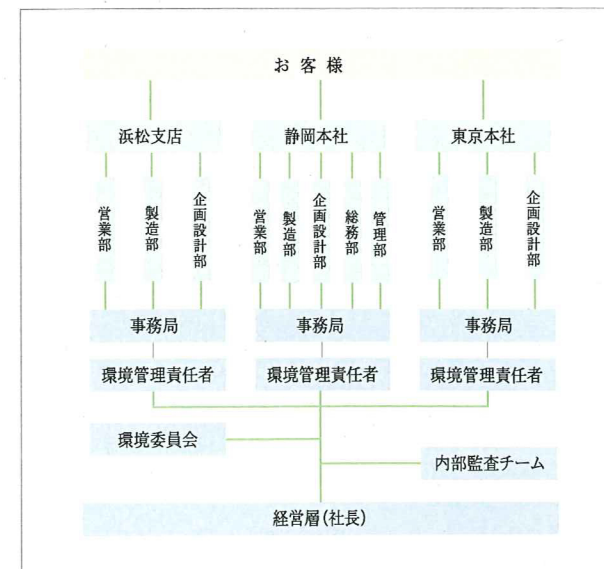 お客様
浜松支店
静岡本社
東京本社
営業部
製造部
企画設計部
営業部
製造部
企画設計部
総務部
管理部
営業部
製造部
企画設計部
事務局
事務局
事務局
環境管理責任者
環境管理責任者
環境管理責任者
環境委員会
内部監査チーム
経営層(社長)